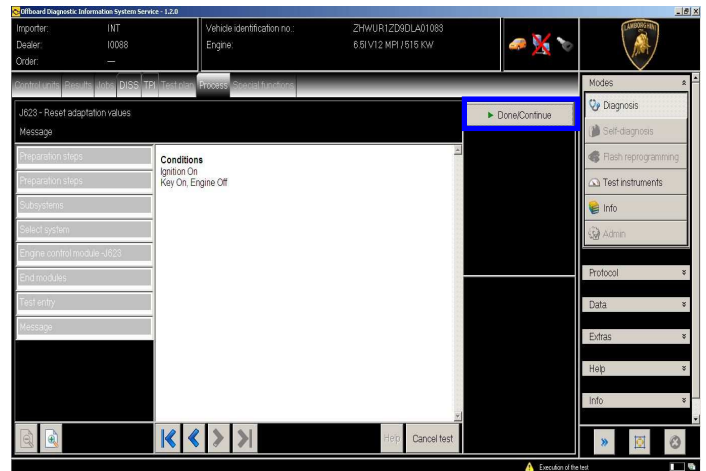 Offboard Diagnostic Information System Service - 1.2.0
Importer: INT
Dealer: 10088
Order: —
Vehicle identification no.: ZHWUR1ZD9DLA01083
Engine: 6.5l V12 MPI / 515 KW
LAMBORGHINI
Control units Results Jobs DISS TPI Test plan Process Special functions
J623 - Reset adaptation values
Message
Done/Continue
Preparation steps
Preparation steps
Subsystems
Select system
Engine control module -J623
End modules
Test entry
Message
Conditions
Ignition On
Key On, Engine Off
Help
Cancel test
Modes
Diagnosis
Self-diagnosis
Flash reprogramming
Test instruments
Info
Admin
Protocol
Data
Extras
Help
Info
Execution of the test